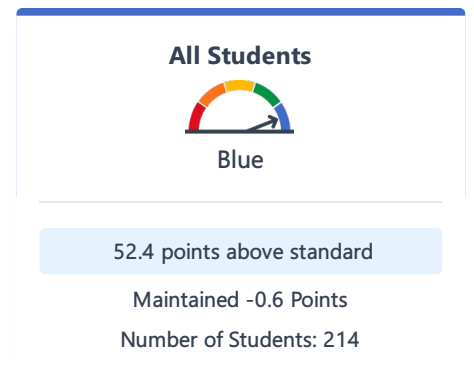 All Students
Blue
52.4 points above standard
Maintained -0.6 Points
Number of Students: 214